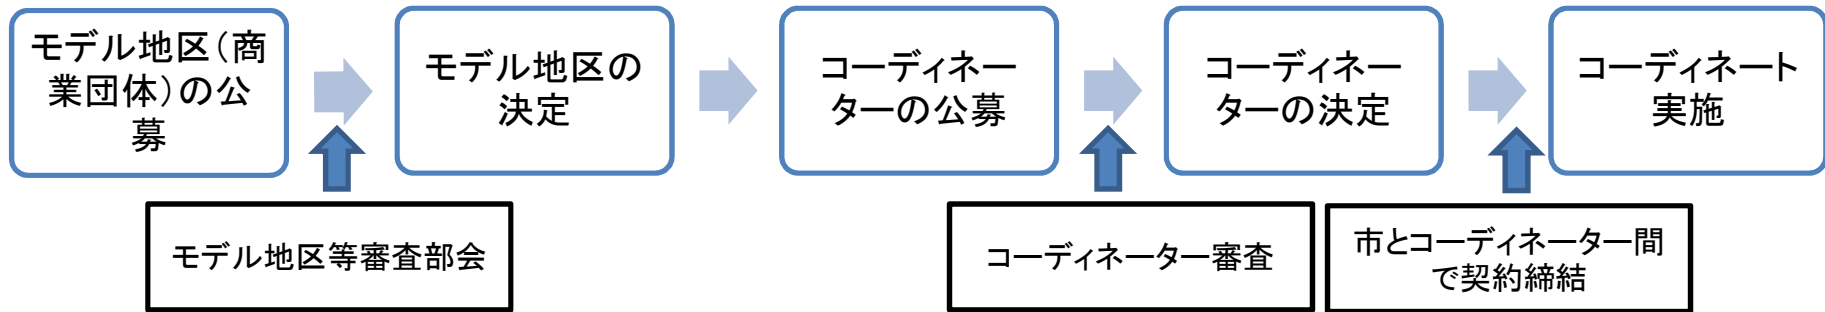 モデル地区（商
業団体）の公
募
モデル地区の
決定
コーディネー
ターの公募
コーディネー
ターの決定
コーディネート
実施
モデル地区等審査部会
コーディネーター審査
市とコーディネーター間
で契約締結